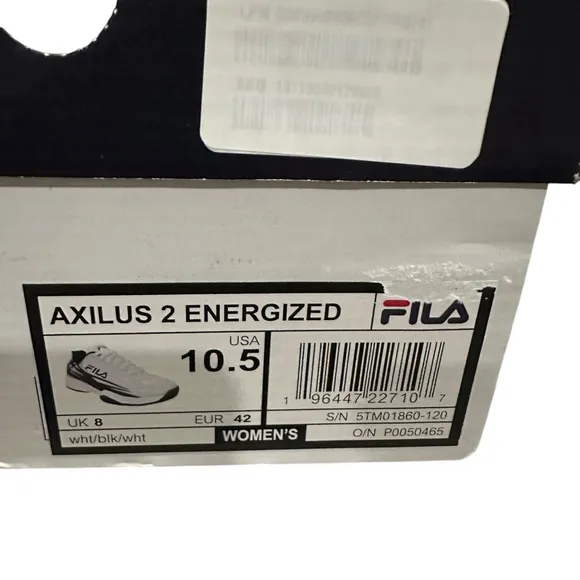 AXILUS 2 ENERGIZED
FILA
USA
10.5
FILA
UK 8
EUR 42
wht/blk/wht
WOMEN'S
1 96447 22710 7
S/N 5TM01860-120
O/N P0050465